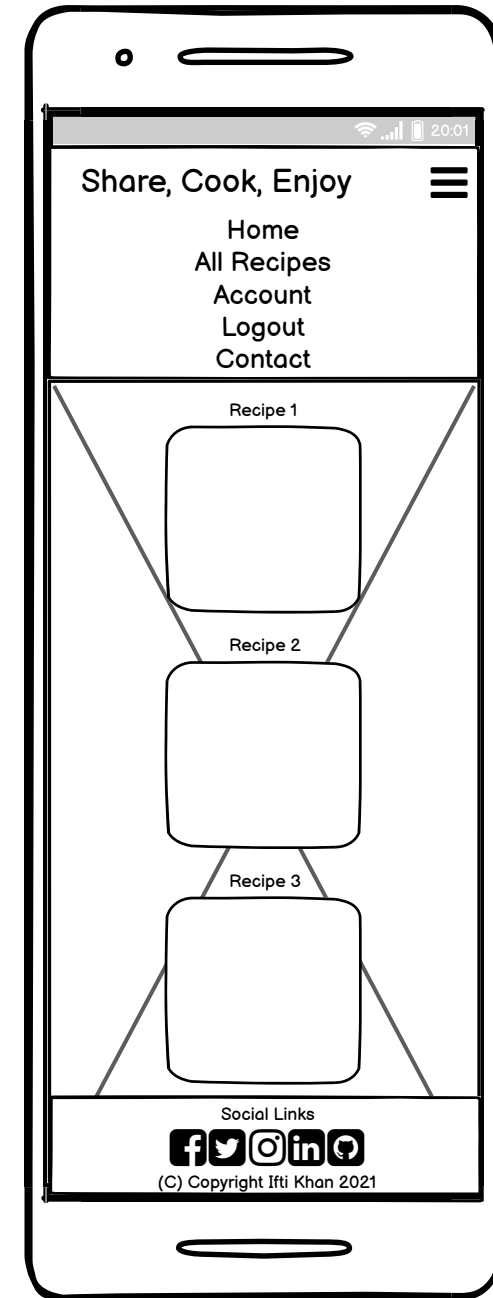 20:01
Share, Cook, Enjoy
Home
All Recipes
Account
Logout
Contact
Recipe 1
Recipe 2
Recipe 3
Social Links
(C) Copyright Ifti Khan 2021